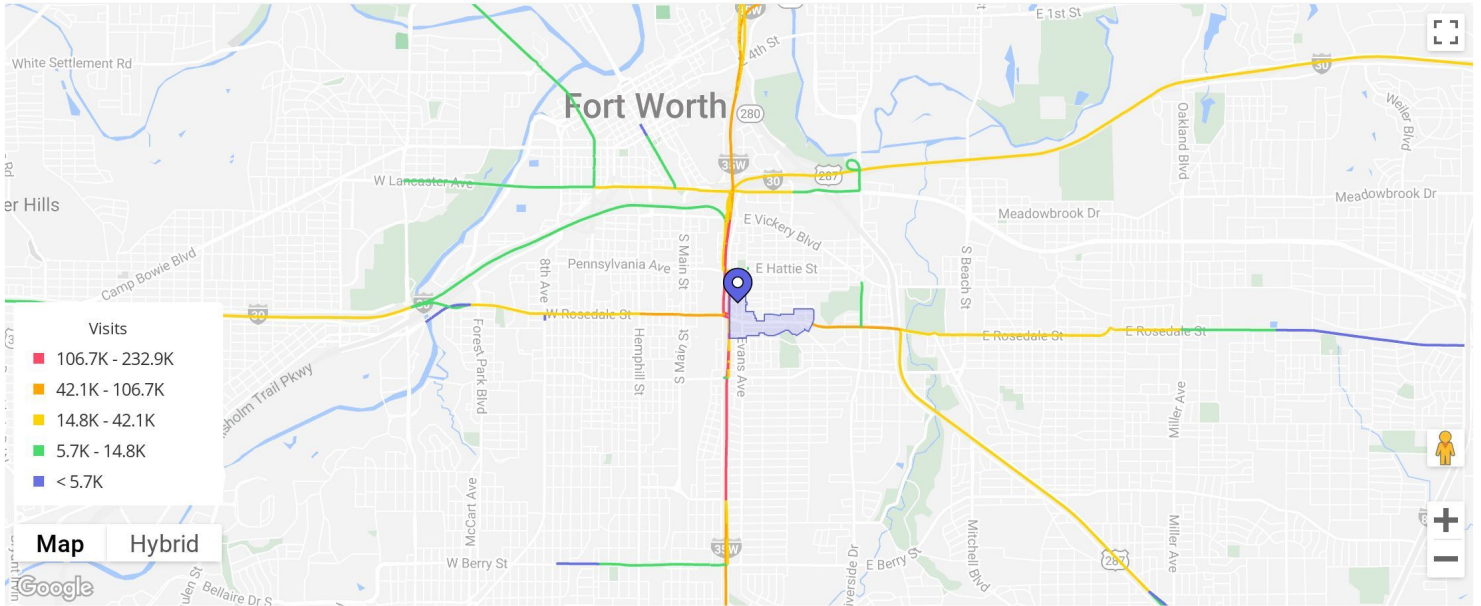 E 1st St
White Settlement Rd
E 4th St
30
Fort Worth
280
Weiler Blvd
Oakland Blvd
35W
W Lancaster Ave
30
287
Meadowbrook Dr
er Hills
Meadowbrook Dr
E Vickery Blvd
S Main St
Pennsylvania Ave
E Hattie St
8th Ave
S Beach St
Camp Bowie Blvd
30
30
W Rosedale St
E Rosedale St
E Rosedale St
Forest Park Blvd
Hemphill St
S Main St
Evans Ave
Visits
106.7K - 232.9K
42.1K - 106.7K
14.8K - 42.1K
5.7K - 14.8K
< 5.7K
isholm Trail Pkwy
Miller Ave
McCart Ave
Map
Hybrid
W Berry St
35W
E Berry St
Riverside Dr
Mitchell Blvd
287
Miller Ave
Google
Bellaire Dr S